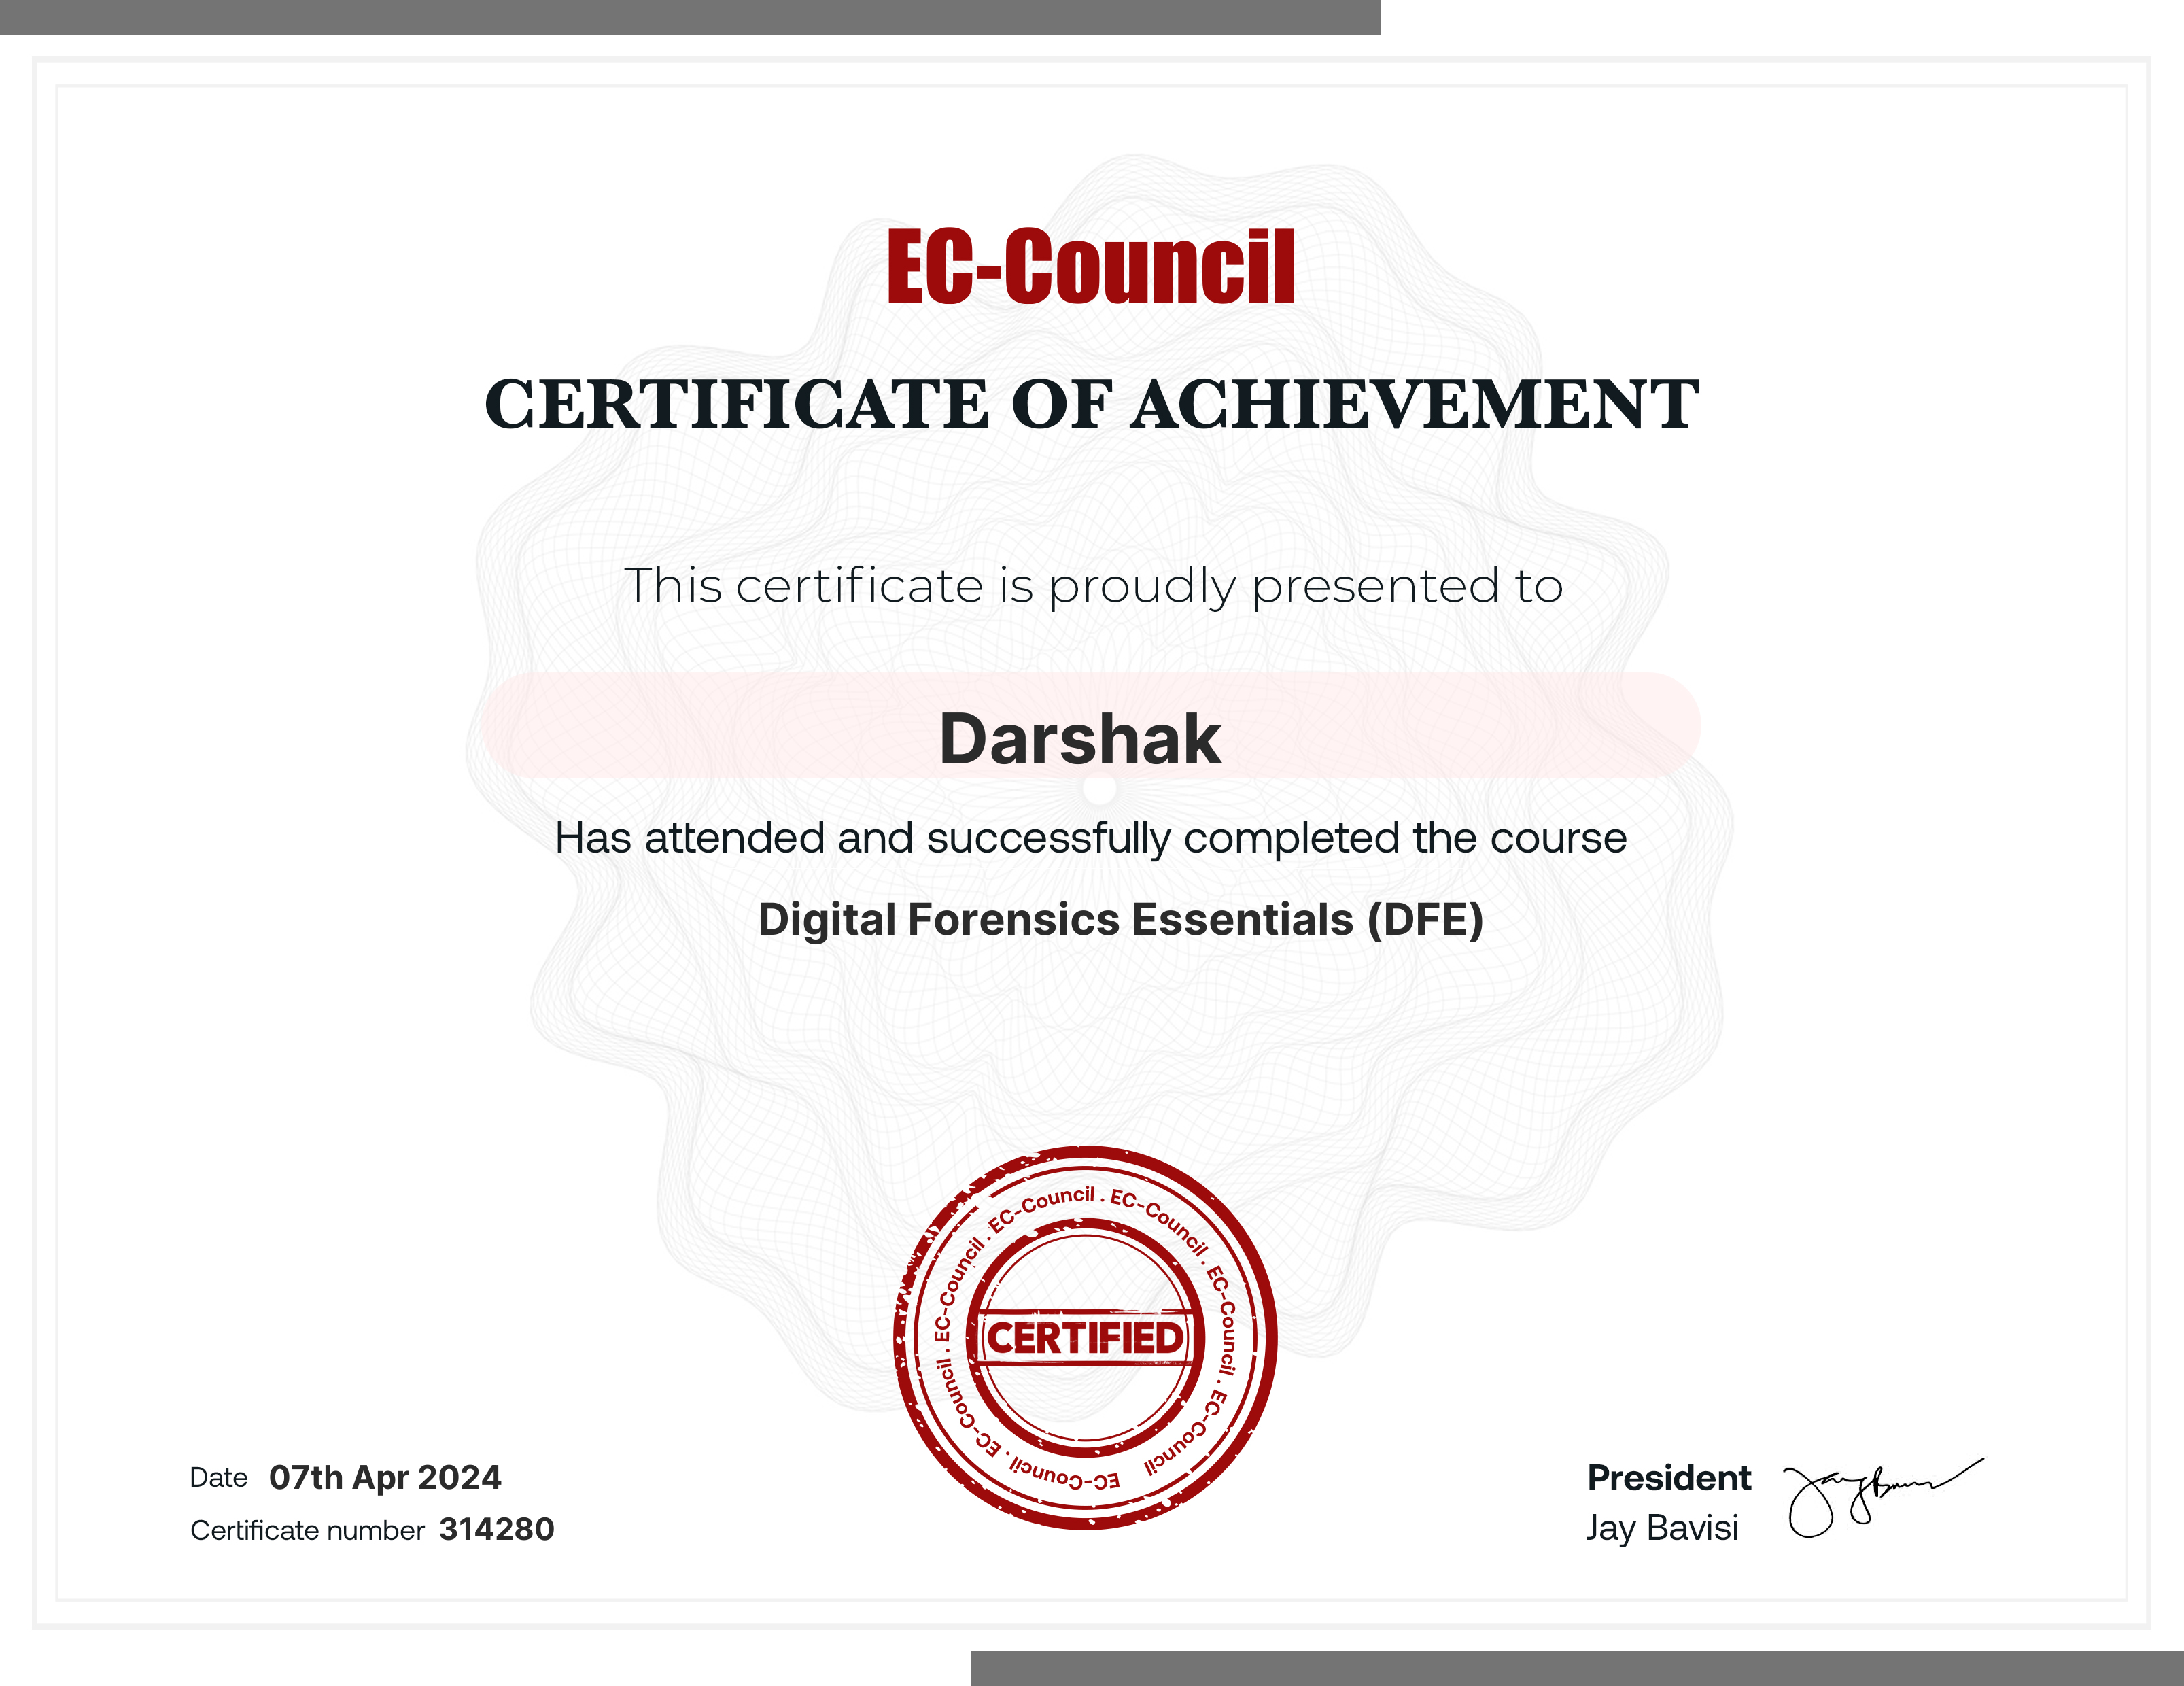 EC-Council
CERTIFICATE OF ACHIEVEMENT
This certificate is proudly presented to
Darshak
Has attended and successfully completed the course
Digital Forensics Essentials (DFE)
EC-Council . EC-Council . EC-Council . EC-Council . EC-Council . EC-Council . EC-Council
CERTIFIED
Date 07th Apr 2024
Certificate number 314280
President
Jay Bavisi